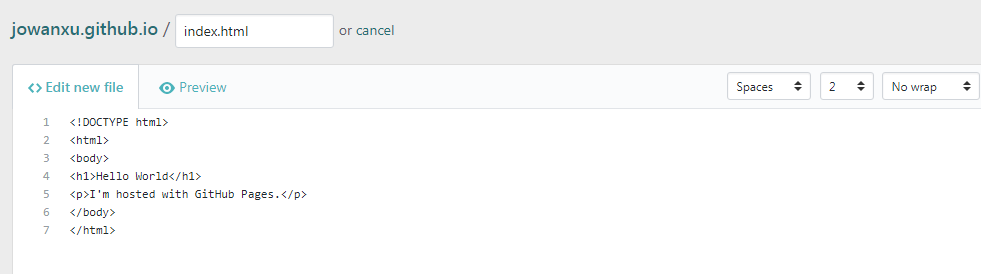 jowanxu.github.io / index.html or cancel
<> Edit new file Preview Spaces 2 No wrap
1 <!DOCTYPE html>
2 <html>
3 <body>
4 <h1>Hello World</h1>
5 <p>I'm hosted with GitHub Pages.</p>
6 </body>
7 </html>